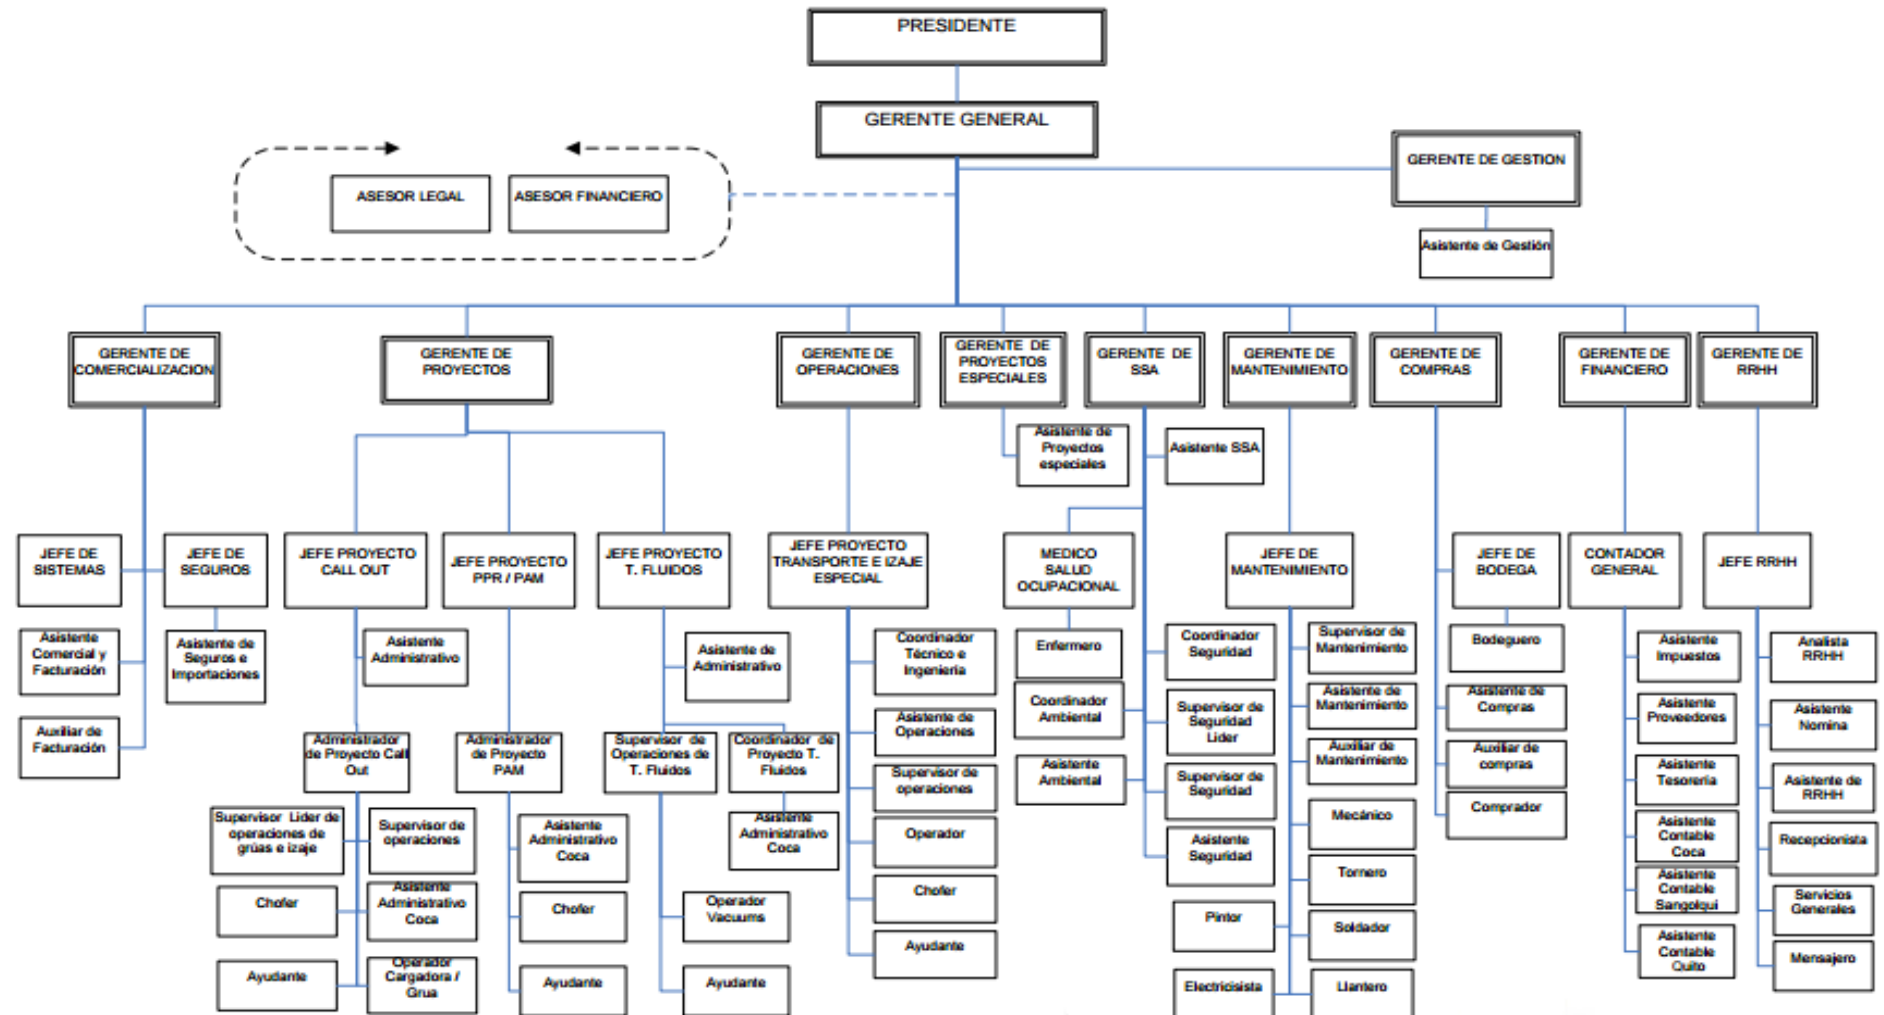 PRESIDENTE
GERENTE GENERAL
GERENTE DE GESTION
Asistente de Gestión
ASESOR LEGAL
ASESOR FINANCIERO
GERENTE DE
COMERCIALIZACION
GERENTE DE
PROYECTOS
GERENTE DE
OPERACIONES
GERENTE DE
PROYECTOS
ESPECIALES
GERENTE DE
SSA
GERENTE DE
MANTENIMIENTO
GERENTE DE
COMPRAS
GERENTE DE
FINANCIERO
GERENTE DE
RRHH
Asistente de
Proyectos
especiales
Asistente SSA
JEFE DE
SISTEMAS
JEFE DE
SEGUROS
JEFE PROYECTO
CALL OUT
JEFE PROYECTO
PPR / PAM
JEFE PROYECTO
T. FLUIDOS
JEFE PROYECTO
TRANSPORTE E IZAJE
ESPECIAL
MEDICO
SALUD
OCUPACIONAL
JEFE DE
MANTENIMIENTO
JEFE DE
BODEGA
CONTADOR
GENERAL
JEFE RRHH
Asistente
Comercial y
Facturación
Auxiliar de
Facturación
Asistente de
Seguros e
Importaciones
Asistente
Administrativo
Administrador
de Proyecto Call
Out
Supervisor Lider de
operaciones de
grúas e izaje
Supervisor de
operaciones
Chofer
Asistente
Administrativo
Coca
Ayudante
Operador
Cargadora /
Grua
Administrador
de Proyecto
PAM
Asistente
Administrativo
Coca
Chofer
Ayudante
Asistente de
Administrativo
Supervisor de
Operaciones de
T. Fluidos
Coordinador de
Proyecto T.
Fluidos
Asistente
Administrativo
Coca
Operador
Vacuums
Ayudante
Coordinador
Técnico e
Ingenieria
Asistente de
Operaciones
Supervisor de
operaciones
Operador
Chofer
Ayudante
Enfermero
Coordinador
Ambiental
Asistente
Ambiental
Coordinador
Seguridad
Supervisor de
Seguridad
Lider
Supervisor de
Seguridad
Asistente
Seguridad
Supervisor de
Mantenimiento
Asistente de
Mantenimiento
Auxiliar de
Mantenimiento
Mecánico
Tornero
Pintor
Soldador
Electricisista
Llantero
Bodeguero
Asistente de
Compras
Auxiliar de
compras
Comprador
Asistente
Impuestos
Asistente
Proveedores
Asistente
Tesoreria
Asistente
Contable
Coca
Asistente
Contable
Sangolqui
Asistente
Contable
Quito
Analista
RRHH
Asistente
Nomina
Asistente de
RRHH
Recepcionista
Servicios
Generales
Mensajero